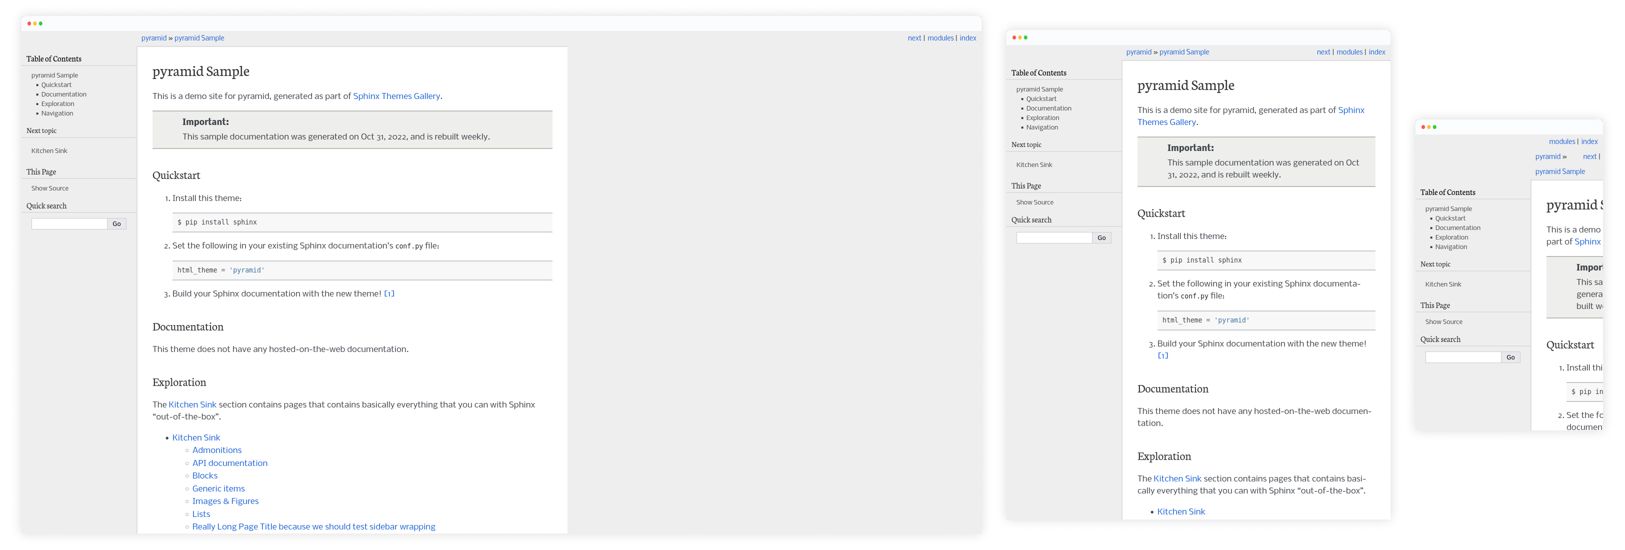 pyramid » pyramid Sample
next | modules | index
Table of Contents
pyramid Sample
• Quickstart
• Documentation
• Exploration
• Navigation
Next topic
Kitchen Sink
This Page
Show Source
Quick search
Go
pyramid Sample
This is a demo site for pyramid, generated as part of Sphinx Themes Gallery.
Important:
This sample documentation was generated on Oct 31, 2022, and is rebuilt weekly.
Quickstart
1. Install this theme:
$ pip install sphinx
2. Set the following in your existing Sphinx documentation's conf.py file:
html_theme = 'pyramid'
3. Build your Sphinx documentation with the new theme! [1]
Documentation
This theme does not have any hosted-on-the-web documentation.
Exploration
The Kitchen Sink section contains pages that contains basically everything that you can with Sphinx
“out-of-the-box”.
• Kitchen Sink
◦ Admonitions
◦ API documentation
◦ Blocks
◦ Generic items
◦ Images & Figures
◦ Lists
◦ Really Long Page Title because we should test sidebar wrapping
pyramid » pyramid Sample
next | modules | index
Table of Contents
pyramid Sample
• Quickstart
• Documentation
• Exploration
• Navigation
Next topic
Kitchen Sink
This Page
Show Source
Quick search
Go
pyramid Sample
This is a demo site for pyramid, generated as part of Sphinx
Themes Gallery.
Important:
This sample documentation was generated on Oct
31, 2022, and is rebuilt weekly.
Quickstart
1. Install this theme:
$ pip install sphinx
2. Set the following in your existing Sphinx documenta-
tion's conf.py file:
html_theme = 'pyramid'
3. Build your Sphinx documentation with the new theme!
[1]
Documentation
This theme does not have any hosted-on-the-web documen-
tation.
Exploration
The Kitchen Sink section contains pages that contains basi-
cally everything that you can with Sphinx “out-of-the-box”.
• Kitchen Sink
modules | index
pyramid » next |
pyramid Sample
Table of Contents
pyramid Sample
• Quickstart
• Documentation
• Exploration
• Navigation
Next topic
Kitchen Sink
This Page
Show Source
Quick search
Go
pyramid S
This is a demo
part of Sphinx
Impor
This sa
genera
built w
Quickstart
1. Install thi
$ pip in
2. Set the fo
documen